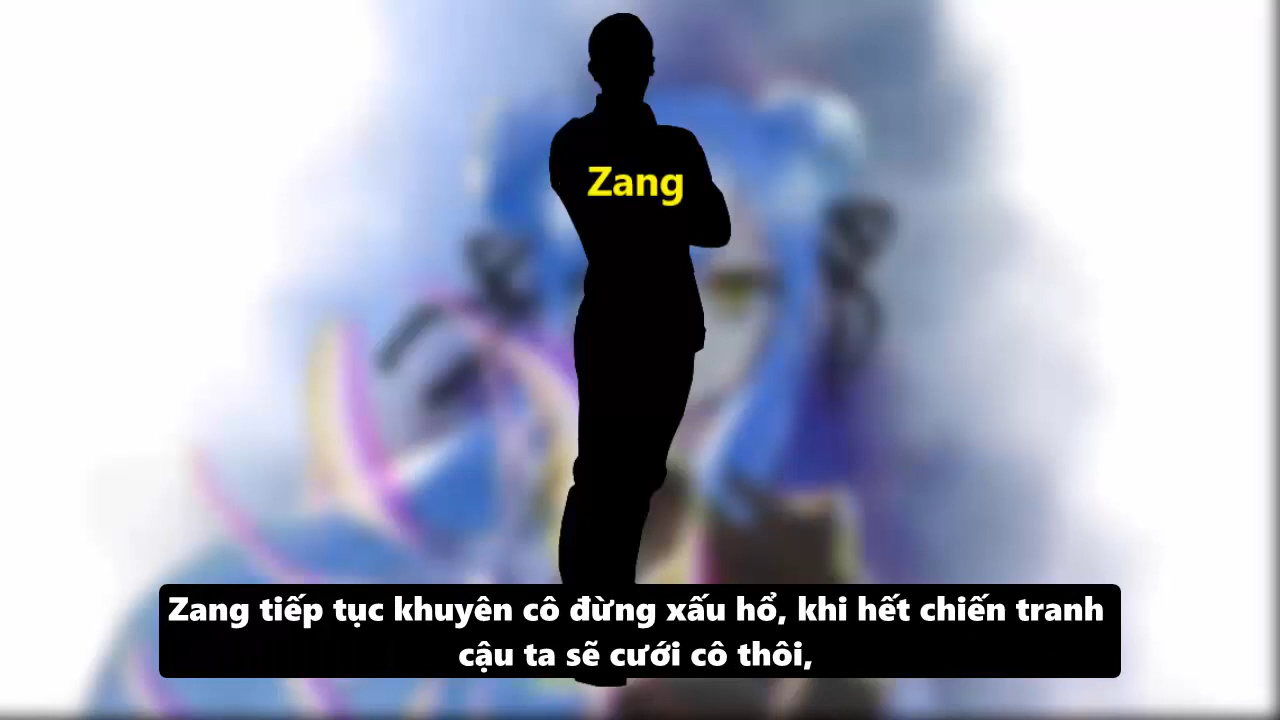 Zang
Zang tiếp tục khuyên cô đừng xấu hổ, khi hết chiến tranh
cậu ta sẽ cưới cô thôi,